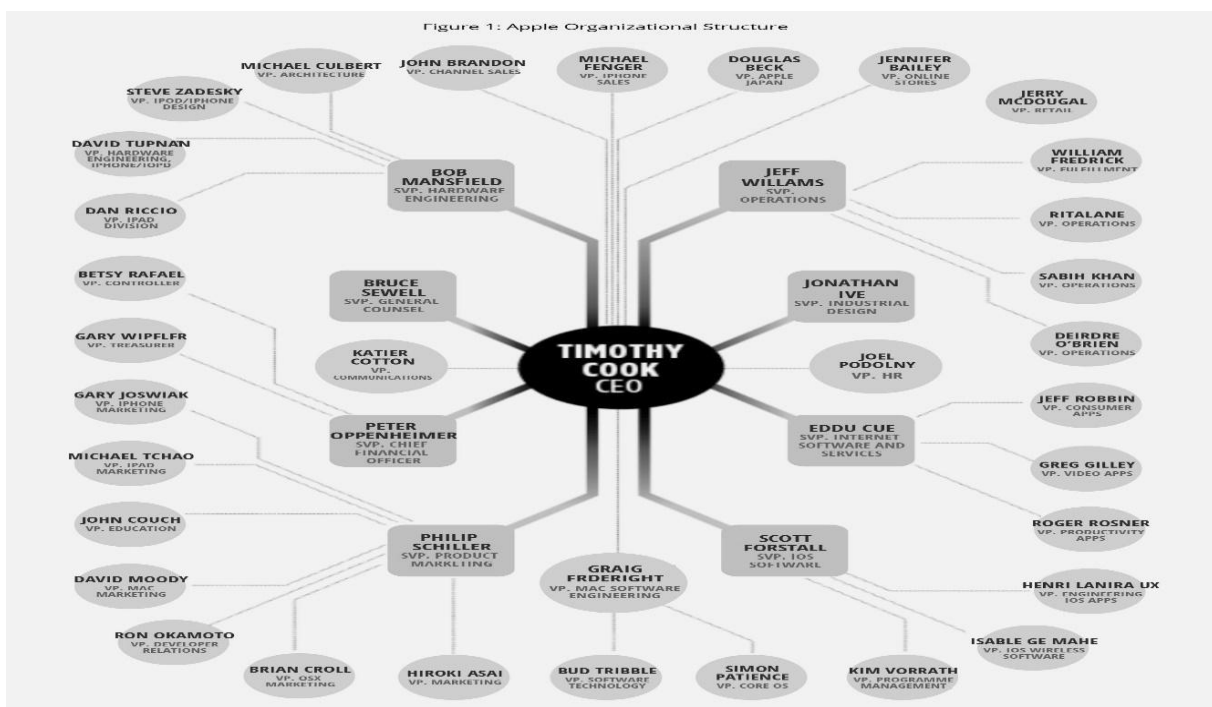 Figure 1: Apple Organizational Structure
MICHAEL CULBERT
VP. ARCHITECTURE
JOHN BRANDON
VP. CHANNEL SALES
MICHAEL
FENGER
VP. IPHONE
SALES
DOUGLAS
BECK
VP. APPLE
JAPAN
JENNIFER
BAILEY
VP. ONLINE
STORES
JERRY
MCDOUGAL
VP. RETAIL
STEVE ZADESKY
VP. IPOD/IPHONE
DESIGN
DAVID TUPNAN
VP. HARDWARE
ENGINEERING,
IPHONE/IOPD
DAN RICCIO
VP. IPAD
DIVISION
BOB
MANSFIELD
SVP. HARDWARE
ENGINEERING
JEFF
WILLAMS
SVP.
OPERATIONS
WILLIAM
FREDRICK
VP. FULFILLMENT
RITALANE
VP. OPERATIONS
SABIH KHAN
VP. OPERATIONS
DEIRDRE
O'BRIEN
VP. OPERATIONS
BETSY RAFAEL
VP. CONTROLLER
GARY WIPFLFR
VP. TREASURER
BRUCE
SEWELL
SVP. GENERAL
COUNSEL
JONATHAN
IVE
SVP. INDUSTRIAL
DESIGN
KATIER
COTTON
VP.
COMMUNICATIONS
TIMOTHY
COOK
CEO
JOEL
PODOLNY
VP. HR
PETER
OPPENHEIMER
SVP. CHIEF
FINANCIAL
OFFICER
EDDU CUE
SVP. INTERNET
SOFTWARE AND
SERVICES
JEFF ROBBIN
VP. CONSUMER
APPS
GREG GILLEY
VP. VIDEO APPS
ROGER ROSNER
VP. PRODUCTIVITY
APPS
GARY JOSWIAK
VP. IPHONE
MARKETING
MICHAEL TCHAO
VP. IPAD
MARKETING
JOHN COUCH
VP. EDUCATION
DAVID MOODY
VP. MAC
MARKETING
RON OKAMOTO
VP. DEVELOPER
RELATIONS
PHILIP
SCHILLER
SVP. PRODUCT
MARKETING
GRAIG
FRDERIGHT
VP. MAC SOFTWARE
ENGINEERING
SCOTT
FORSTALL
SVP. IOS
SOFTWARE
HENRI LANIRA UX
VP. ENGINEERING
IOS APPS
ISABLE GE MAHE
VP. IOS WIRELESS
SOFTWARE
BRIAN CROLL
VP. OSX
MARKETING
HIROKI ASAI
VP. MARKETING
BUD TRIBBLE
VP. SOFTWARE
TECHNOLOGY
SIMON
PATIENCE
VP. CORE OS
KIM VORRATH
VP. PROGRAMME
MANAGEMENT